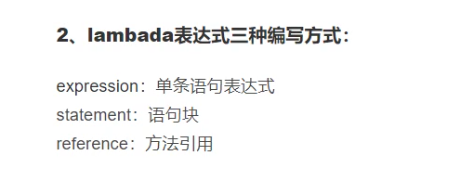 2、lambada表达式三种编写方式：
expression：单条语句表达式
statement：语句块
reference：方法引用